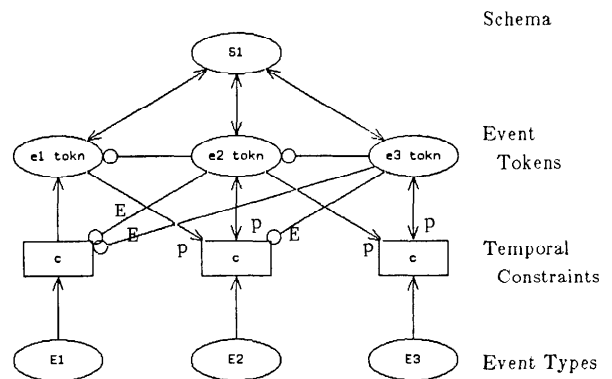 Schema
S1
e1 tokn
e2 tokn
e3 tokn
Event
Tokens
E
E
p
p
p
p
c
c
c
Temporal
Constraints
E1
E2
E3
Event Types